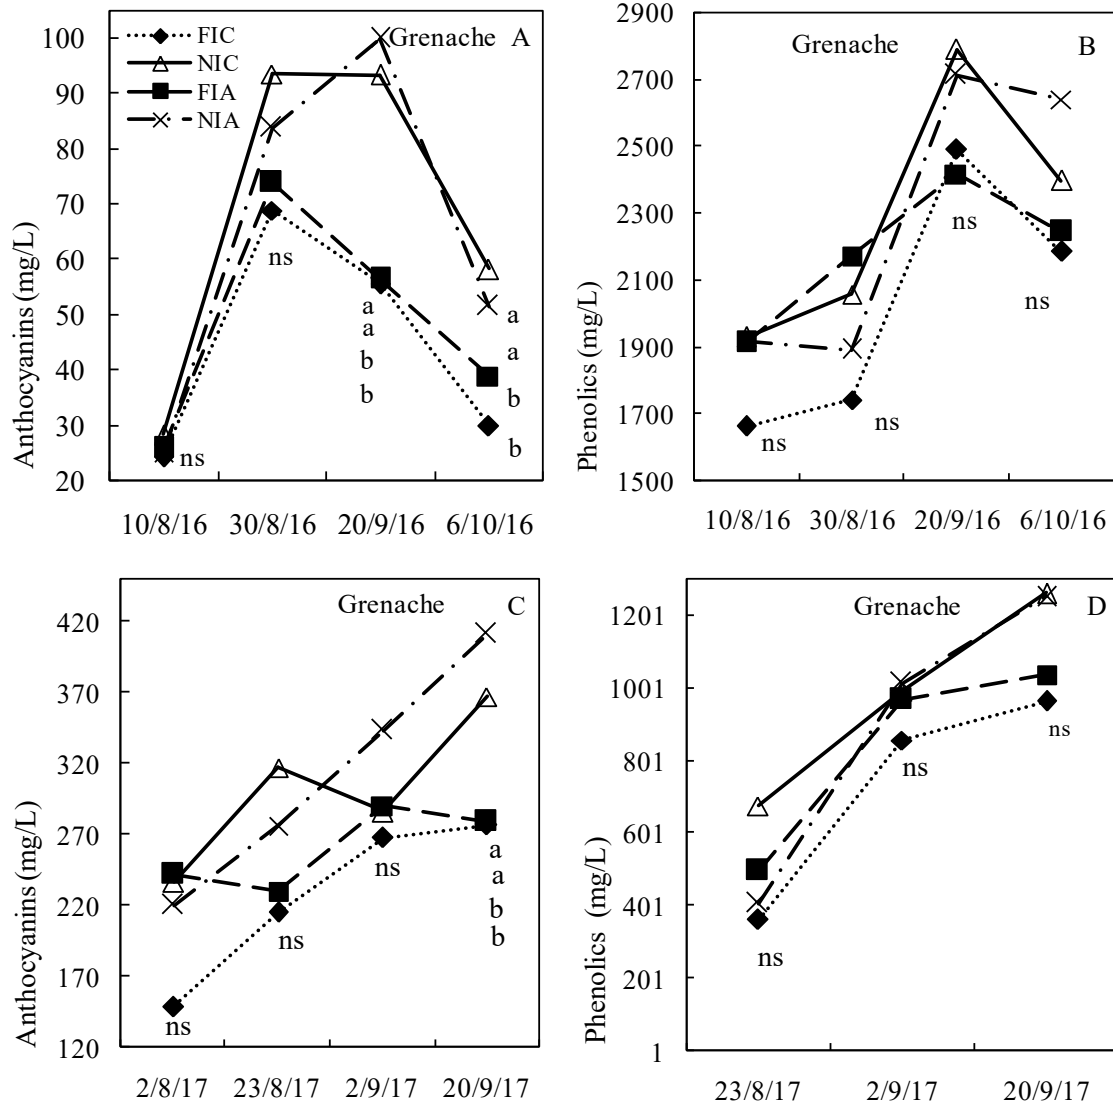 Grenache A
FIC
NIC
FIA
NIA
Anthocyanins (mg/L)
100
90
80
70
60
50
40
30
20
ns
ns
a
a
b
b
a
a
b
b
10/8/16 30/8/16 20/9/16 6/10/16
Grenache B
Phenolics (mg/L)
2900
2700
2500
2300
2100
1900
1700
1500
ns
ns
ns
ns
10/8/16 30/8/16 20/9/16 6/10/16
Grenache C
Anthocyanins (mg/L)
420
370
320
270
220
170
120
ns
ns
ns
a
a
b
b
2/8/17 23/8/17 2/9/17 20/9/17
Grenache D
Phenolics (mg/L)
1201
1001
801
601
401
201
1
ns
ns
ns
23/8/17 2/9/17 20/9/17